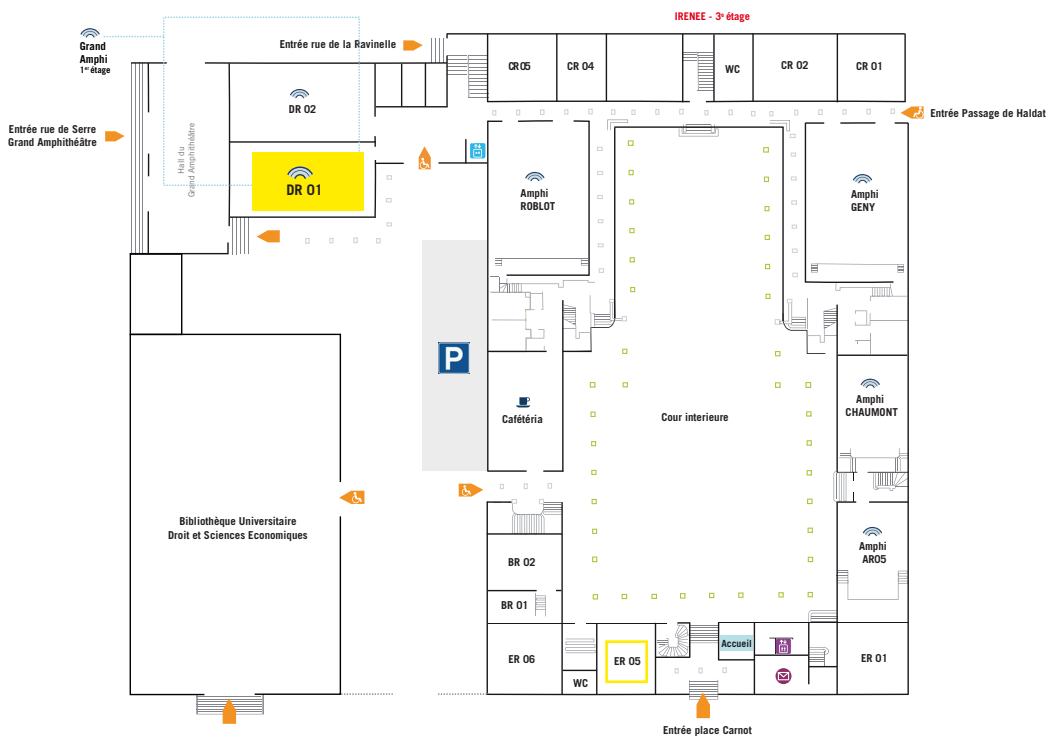 IRENEE - 3e étage
Grand
Amphi
1er étage
Entrée rue de la Ravinelle
CR05
CR 04
WC
CR 02
CR 01
DR 02
Entrée Passage de Haldat
Entrée rue de Serre
Grand Amphithéâtre
Hall du
Grand Amphithéâtre
DR 01
Amphi
ROBLOT
Amphi
GENY
P
Cafétéria
Cour interieure
Amphi
CHAUMONT
Bibliothèque Universitaire
Droit et Sciences Economiques
Amphi
AR05
BR 02
BR 01
Accueil
ER 06
ER 05
ER 01
WC
Entrée place Carnot